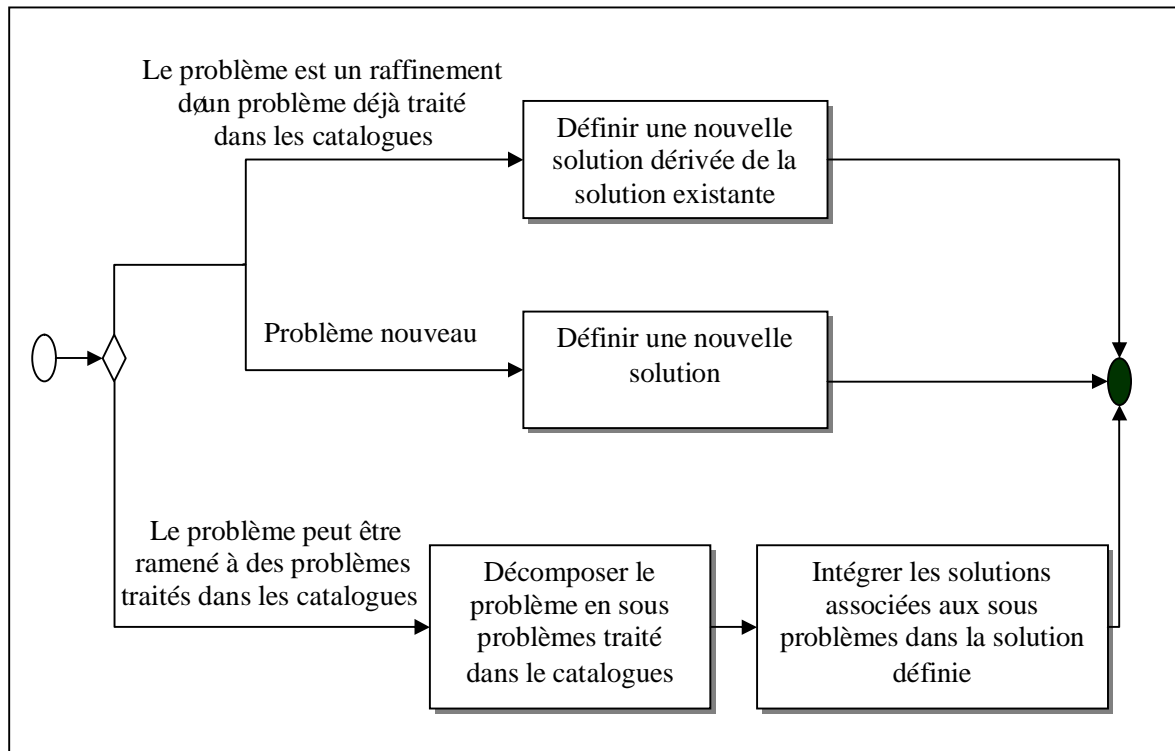 Le problème est un raffinement
døun problème déjà traité
dans les catalogues
Définir une nouvelle
solution dérivée de la
solution existante
Problème nouveau
Définir une nouvelle
solution
Le problème peut être
ramené à des problèmes
traités dans les catalogues
Décomposer le
problème en sous
problèmes traité
dans le catalogues
Intégrer les solutions
associées aux sous
problèmes dans la solution
définie